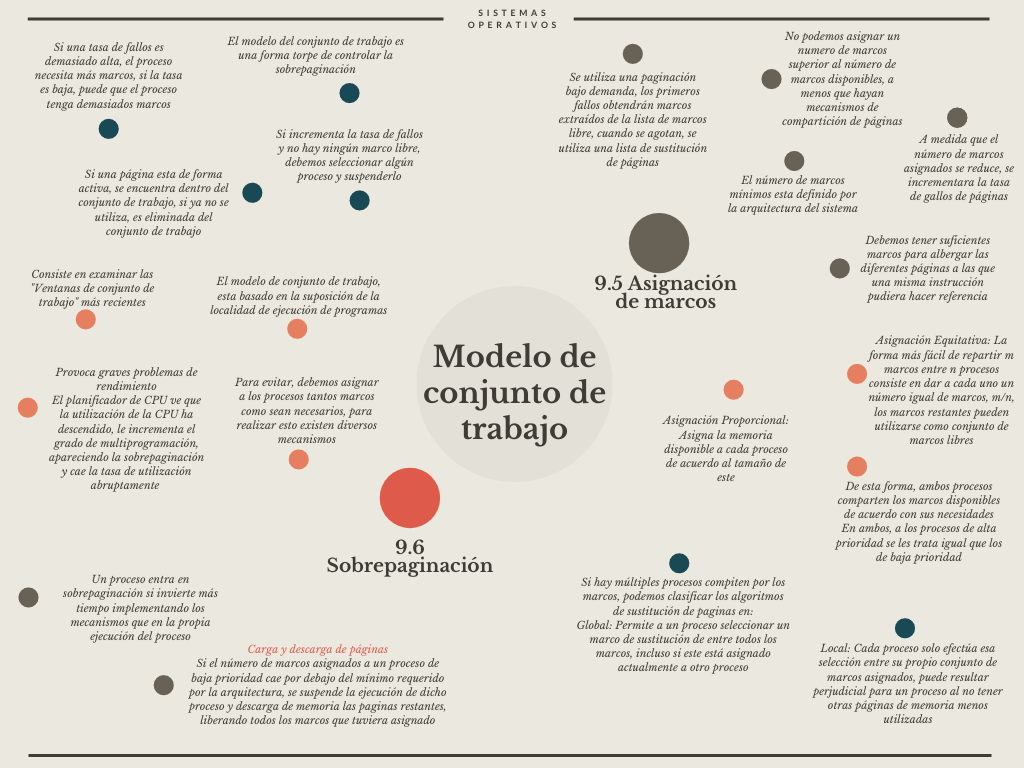 SISTEMAS
OPERATIVOS
Si una tasa de fallos es
demasiado alta, el proceso
necesita más marcos, si la tasa
es baja, puede que el proceso
tenga demasiados marcos
El modelo del conjunto de trabajo es
una forma torpe de controlar la
sobrepaginación
Si incrementa la tasa de fallos
y no hay ningún marco libre,
debemos seleccionar algún
proceso y suspenderlo
Si una página esta de forma
activa, se encuentra dentro del
conjunto de trabajo, si ya no se
utiliza, es eliminada del
conjunto de trabajo
Consiste en examinar las
"Ventanas de conjunto de
trabajo" más recientes
El modelo de conjunto de trabajo,
esta basado en la suposición de la
localidad de ejecución de programas
Provoca graves problemas de
rendimiento
El planificador de CPU ve que
la utilización de la CPU ha
descendido, le incrementa el
grado de multiprogramación,
apareciendo la sobrepaginación
y cae la tasa de utilización
abruptamente
Para evitar, debemos asignar
a los procesos tantos marcos
como sean necesarios, para
realizar esto existen diversos
mecanismos
Modelo de
conjunto de
trabajo
9.6
Sobrepaginación
Un proceso entra en
sobrepaginación si invierte más
tiempo implementando los
mecanismos que en la propia
ejecución del proceso
Carga y descarga de páginas
Si el número de marcos asignados a un proceso de
baja prioridad cae por debajo del mínimo requerido
por la arquitectura, se suspende la ejecución de dicho
proceso y descarga de memoria las paginas restantes,
liberando todos los marcos que tuviera asignado
Se utiliza una paginación
bajo demanda, los primeros
fallos obtendrán marcos
extraídos de la lista de marcos
libre, cuando se agotan, se
utiliza una lista de sustitución
de páginas
No podemos asignar un
numero de marcos
superior al número de
marcos disponibles, a
menos que hayan
mecanismos de
compartición de páginas
A medida que el
número de marcos
asignados se reduce, se
incrementara la tasa
de gallos de páginas
El número de marcos
mínimos esta definido por
la arquitectura del sistema
9.5 Asignación
de marcos
Debemos tener suficientes
marcos para albergar las
diferentes páginas a las que
una misma instrucción
pudiera hacer referencia
Asignación Equitativa: La
forma más fácil de repartir m
marcos entre n procesos
consiste en dar a cada uno un
número igual de marcos, m/n,
los marcos restantes pueden
utilizarse como conjunto de
marcos libres
Asignación Proporcional:
Asigna la memoria
disponible a cada proceso
de acuerdo al tamaño de
este
De esta forma, ambos procesos
comparten los marcos disponibles
de acuerdo con sus necesidades
En ambos, a los procesos de alta
prioridad se les trata igual que los
de baja prioridad
Si hay múltiples procesos compiten por los
marcos, podemos clasificar los algoritmos
de sustitución de paginas en:
Global: Permite a un proceso seleccionar un
marco de sustitución de entre todos los
marcos, incluso si este está asignado
actualmente a otro proceso
Local: Cada proceso solo efectúa esa
selección entre su propio conjunto de
marcos asignados, puede resultar
perjudicial para un proceso al no tener
otras páginas de memoria menos
utilizadas